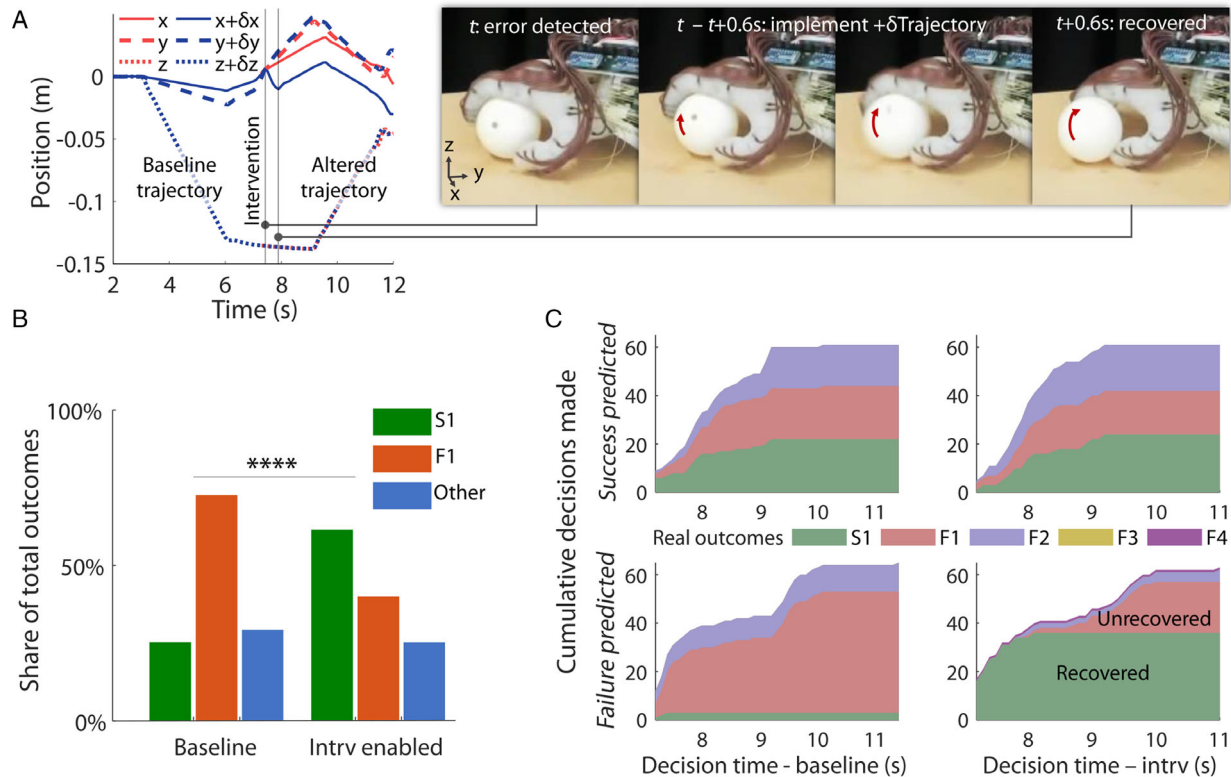 A
x
x+δx
y
y+δy
z
z+δz
Position (m)
0
-0.05
-0.1
-0.15
2 4 6 8 10 12
Time (s)
Baseline
trajectory
Intervention
Altered
trajectory
t: error detected
t – t+0.6s: implement +δTrajectory
t+0.6s: recovered
z
y
x
B
Share of total outcomes
100%
50%
0%
****
S1
F1
Other
Baseline
Intrv enabled
C
Cumulative decisions made
Success predicted
60
40
20
0
8 9 10 11
60
40
20
0
8 9 10 11
Real outcomes S1 F1 F2 F3 F4
Failure predicted
60
40
20
0
8 9 10 11
Decision time - baseline (s)
60
40
20
0
Unrecovered
Recovered
8 9 10 11
Decision time – intrv (s)